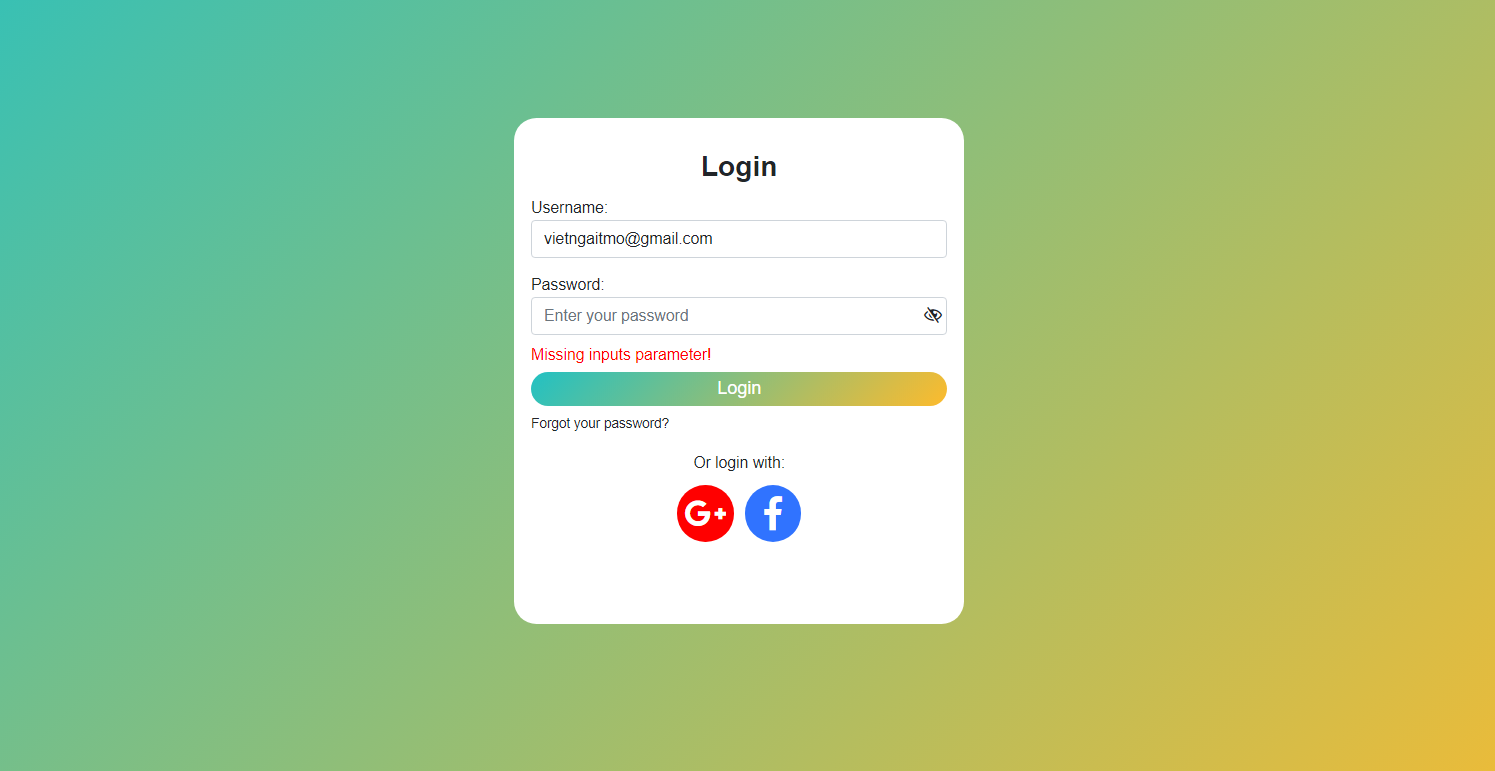 Login
Username:
vietngaitmo@gmail.com
Password:
Enter your password
Missing inputs parameter!
Login
Forgot your password?
Or login with:
G+ f